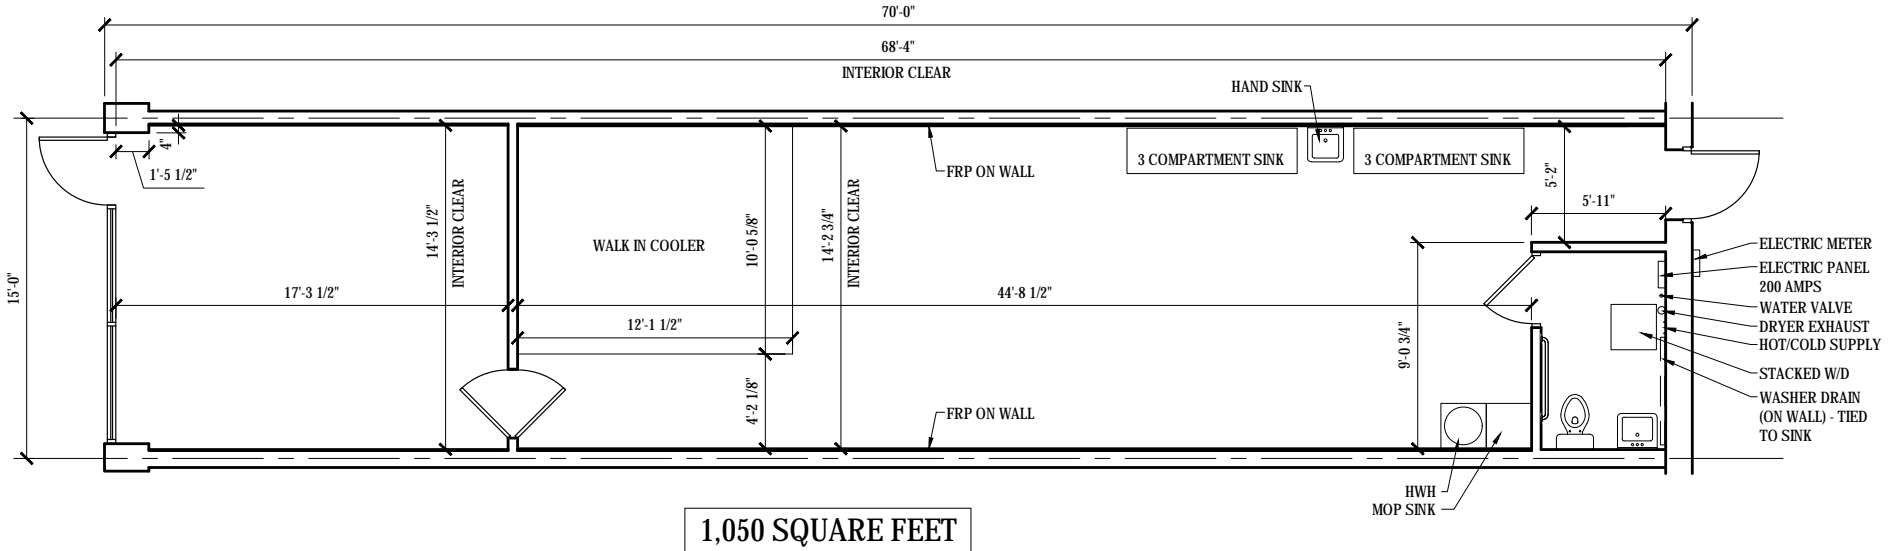 70'-0"
68'-4"
INTERIOR CLEAR
HAND SINK
4"
1'-5 1/2"
15'-0"
14'-3 1/2"
INTERIOR CLEAR
17'-3 1/2"
WALK IN COOLER
10'-0 5/8"
12'-1 1/2"
4'-2 1/8"
14'-2 3/4"
INTERIOR CLEAR
FRP ON WALL
FRP ON WALL
44'-8 1/2"
3 COMPARTMENT SINK
3 COMPARTMENT SINK
5'-2"
5'-11"
9'-0 3/4"
ELECTRIC METER
ELECTRIC PANEL
200 AMPS
WATER VALVE
DRYER EXHAUST
HOT/COLD SUPPLY
STACKED W/D
WASHER DRAIN
(ON WALL) - TIED
TO SINK
HWH
MOP SINK
1,050 SQUARE FEET